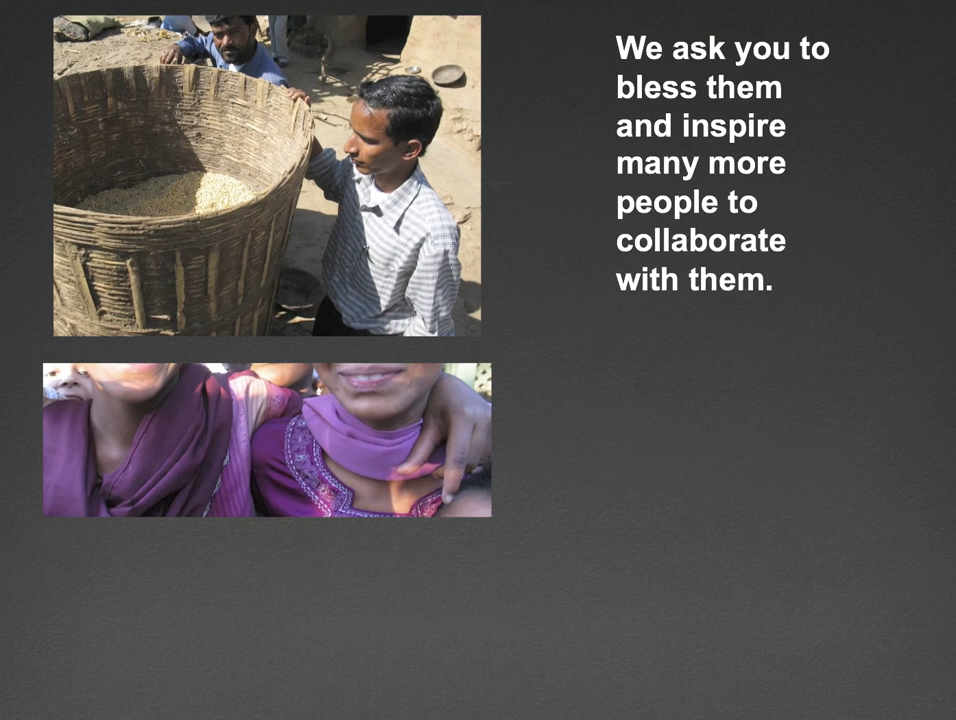 We ask you to
bless them
and inspire
many more
people to
collaborate
with them.